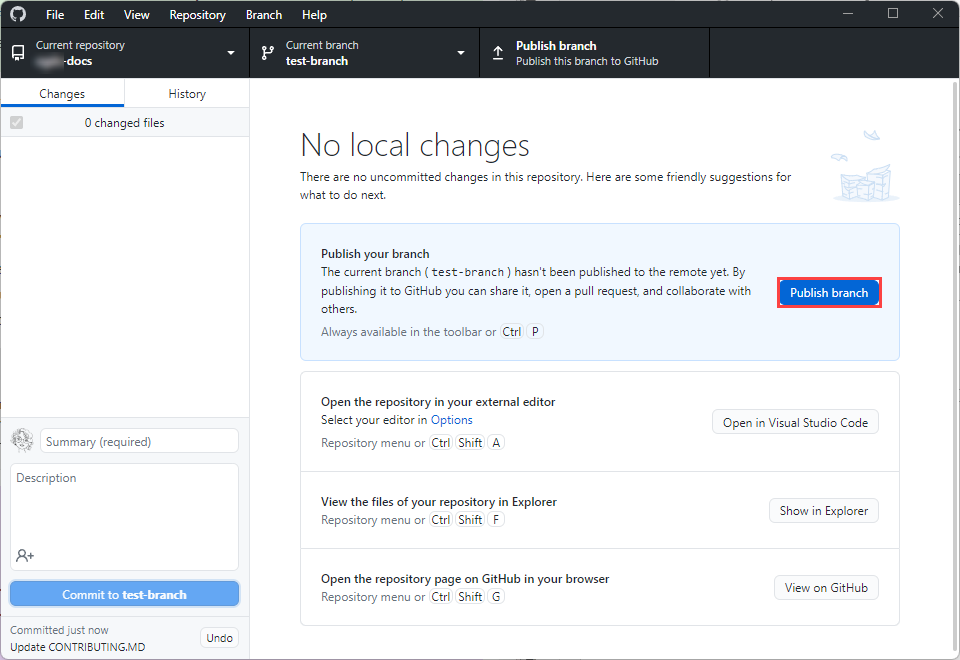 File Edit View Repository Branch Help
Current repository
-docs
Current branch
test-branch
Publish branch
Publish this branch to GitHub
Changes
History
0 changed files
No local changes
There are no uncommitted changes in this repository. Here are some friendly suggestions for
what to do next.
Publish your branch
The current branch ( test-branch ) hasn't been published to the remote yet. By
publishing it to GitHub you can share it, open a pull request, and collaborate with
others.
Always available in the toolbar or Ctrl P
Publish branch
Open the repository in your external editor
Select your editor in Options
Repository menu or Ctrl Shift A
Open in Visual Studio Code
View the files of your repository in Explorer
Repository menu or Ctrl Shift F
Show in Explorer
Open the repository page on GitHub in your browser
Repository menu or Ctrl Shift G
View on GitHub
Summary (required)
Description
Commit to test-branch
Committed just now
Update CONTRIBUTING.MD
Undo